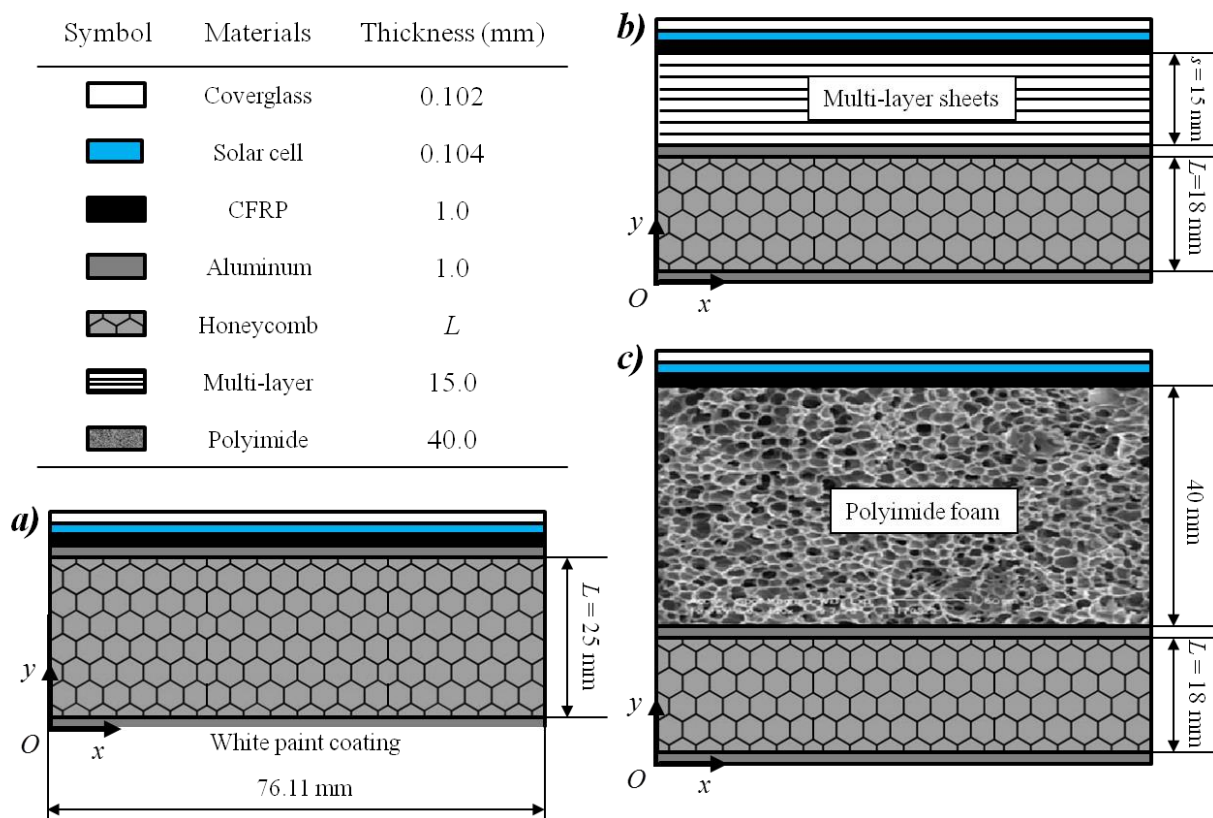 Symbol Materials Thickness (mm)
Coverglass 0.102
Solar cell 0.104
CFRP 1.0
Aluminum 1.0
Honeycomb L
Multi-layer 15.0
Polyimide 40.0
a)
L = 25 mm
y
O x
White paint coating
76.11 mm
b)
Multi-layer sheets
s = 15 mm
L=18 mm
y
O x
c)
Polyimide foam
40 mm
L = 18 mm
y
O x